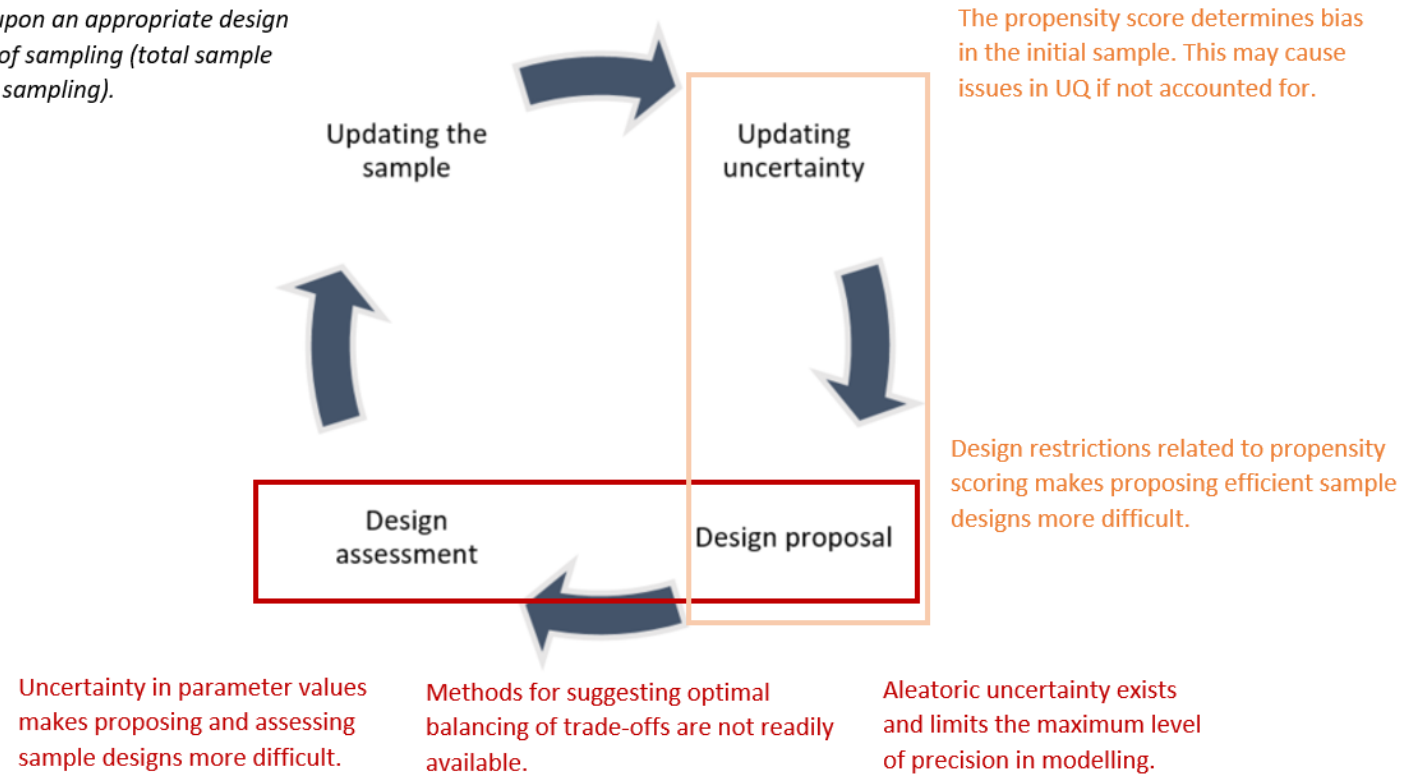 upon an appropriate design
of sampling (total sample
sampling).
The propensity score determines bias
in the initial sample. This may cause
issues in UQ if not accounted for.
Updating the
sample
Updating
uncertainty
Design restrictions related to propensity
scoring makes proposing efficient sample
designs more difficult.
Design
assessment
Design proposal
Uncertainty in parameter values
makes proposing and assessing
sample designs more difficult.
Methods for suggesting optimal
balancing of trade-offs are not readily
available.
Aleatoric uncertainty exists
and limits the maximum level
of precision in modelling.